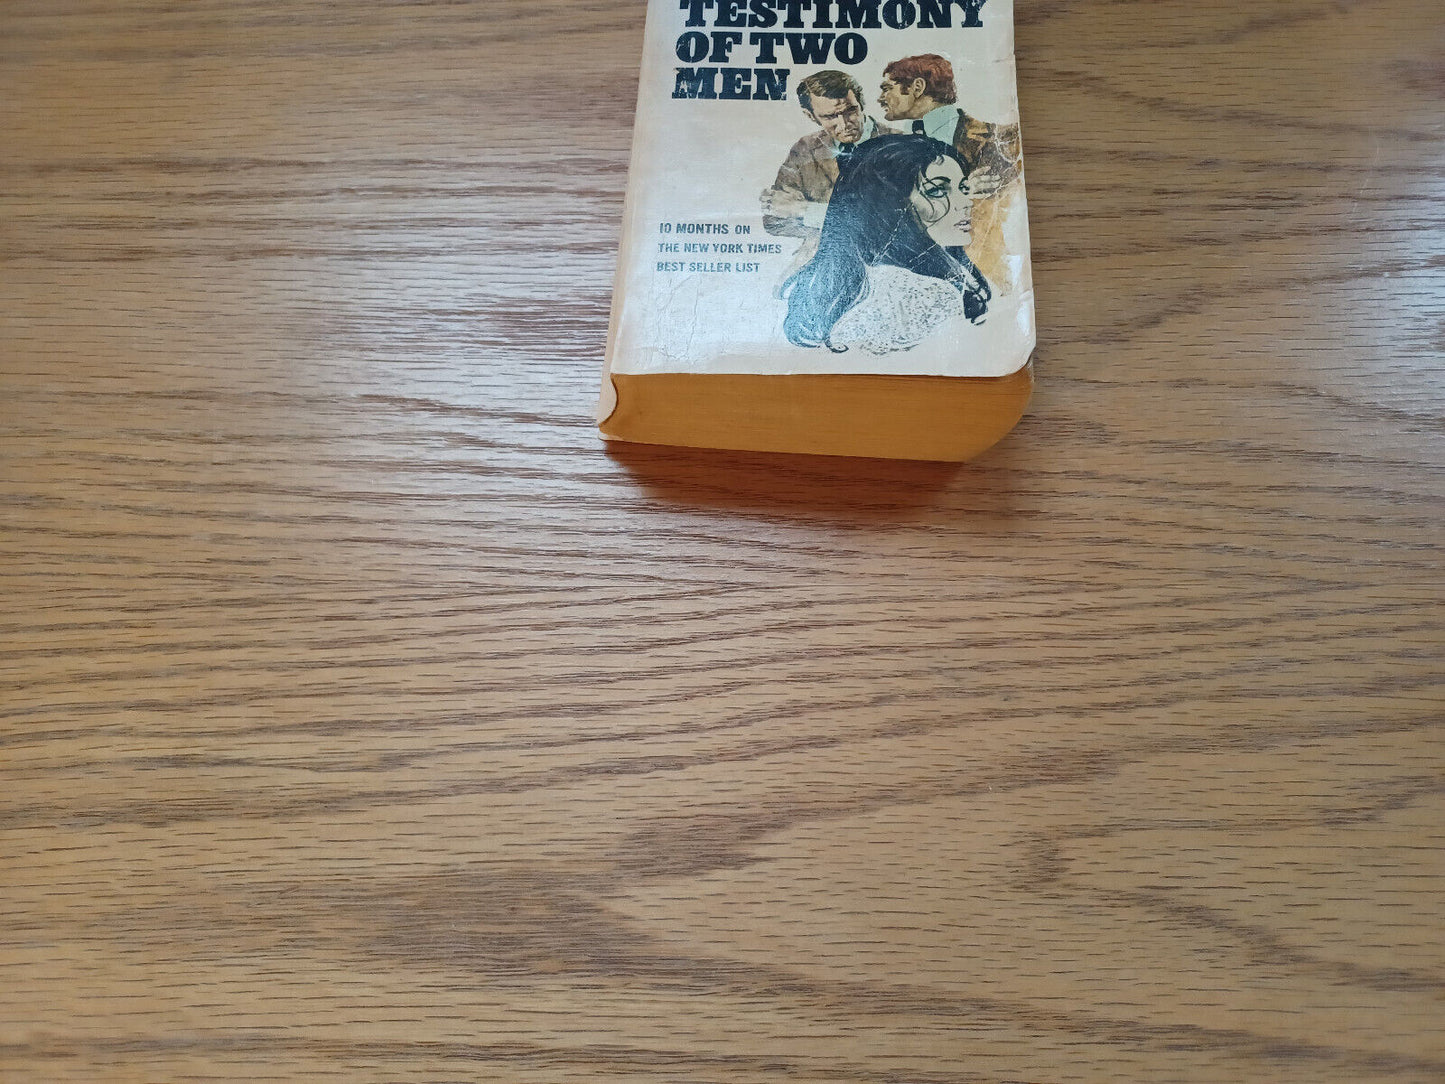 TESTIMONY
OF TWO
MEN
10 MONTHS ON
THE NEW YORK TIMES
BEST SELLER LIST